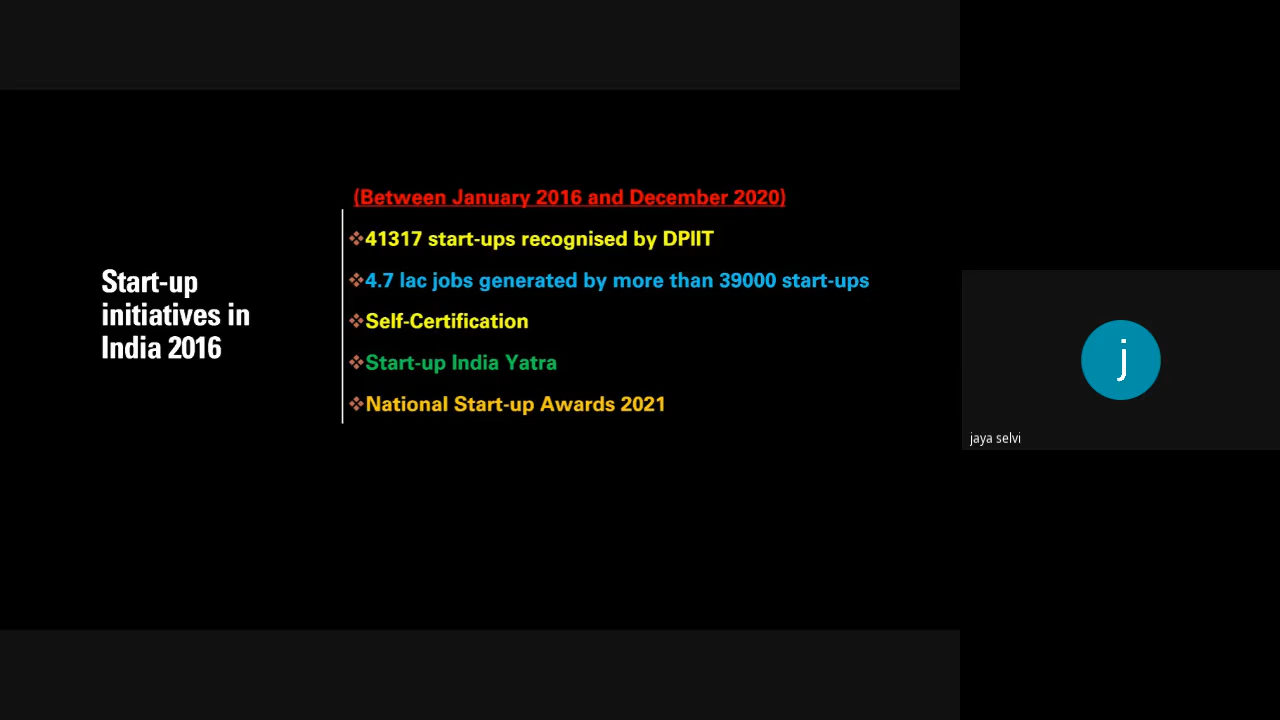 Start-up
initiatives in
India 2016
(Between January 2016 and December 2020)
❖41317 start-ups recognised by DPIIT
❖4.7 lac jobs generated by more than 39000 start-ups
❖Self-Certification
❖Start-up India Yatra
❖National Start-up Awards 2021
j
jaya selvi